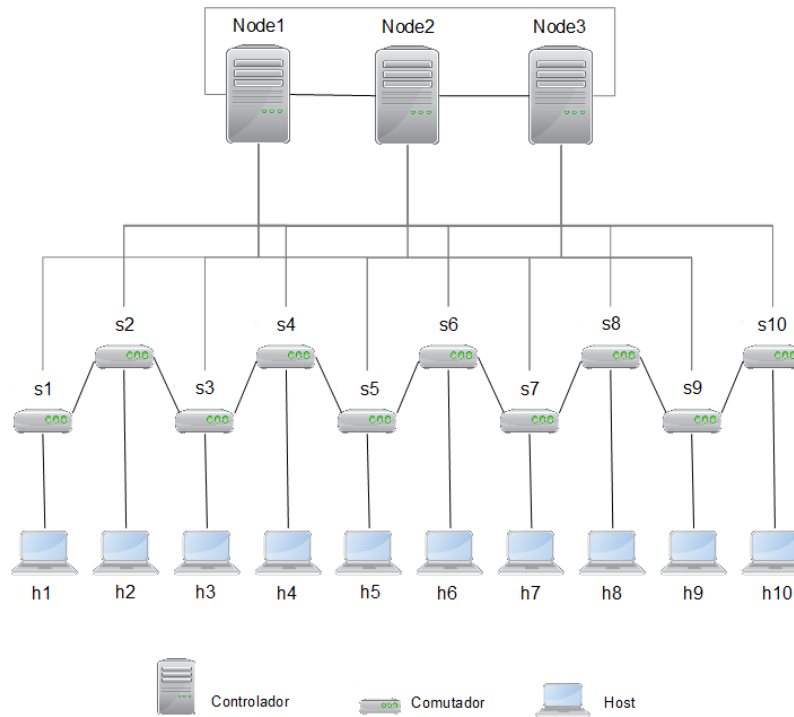 Node1 Node2 Node3
s2 s4 s6 s8 s10
s1 s3 s5 s7 s9
h1 h2 h3 h4 h5 h6 h7 h8 h9 h10
Controlador Comutador Host